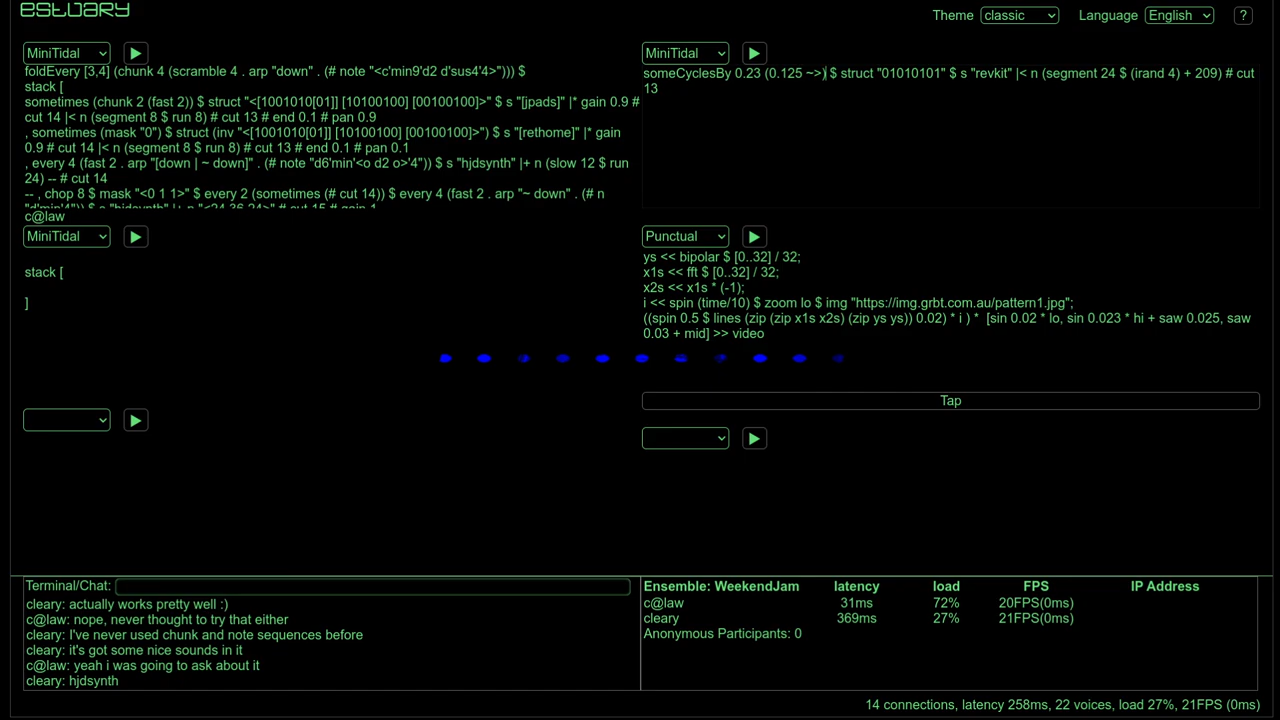 estuary
Theme classic Language English ?
MiniTidal
foldEvery [3,4] (chunk 4 (scramble 4 . arp "down" . (# note "<c'min9'd2 d'sus4'4>"))) $
stack [
sometimes (chunk 2 (fast 2)) $ struct "<[1001010[01]] [10100100] [00100100]>" $ s "[jpads]" |* gain 0.9 #
cut 14 |< n (segment 8 $ run 8) # cut 13 # end 0.1 # pan 0.9
, sometimes (mask "0") $ struct (inv "<[1001010[01]] [10100100] [00100100]>") $ s "[rethome]" |* gain
0.9 # cut 14 |< n (segment 8 $ run 8) # cut 13 # end 0.1 # pan 0.1
, every 4 (fast 2 . arp "[down | ~ down]" . (# note "d6'min'<o d2 o>'4")) $ s "hjdsynth" |+ n (slow 12 $ run
24) -- # cut 14
-- , chop 8 $ mask "<0 1 1>" $ every 2 (sometimes (# cut 14)) $ every 4 (fast 2 . arp "~ down" . (# n
"d'min'4")) $ s "hjdsynth" |+ n "<24 36 24>" # cut 15 # gain 1
c@law
MiniTidal
someCyclesBy 0.23 (0.125 ~>) $ struct "01010101" $ s "revkit" |< n (segment 24 $ (irand 4) + 209) # cut
13
MiniTidal
stack [
]
Punctual
ys << bipolar $ [0..32] / 32;
x1s << fft $ [0..32] / 32;
x2s << x1s * (-1);
i << spin (time/10) $ zoom lo $ img "https://img.grbt.com.au/pattern1.jpg";
((spin 0.5 $ lines (zip (zip x1s x2s) (zip ys ys)) 0.02) * i ) * [sin 0.02 * lo, sin 0.023 * hi + saw 0.025, saw
0.03 + mid] >> video
Tap
Terminal/Chat:
cleary: actually works pretty well :)
c@law: nope, never thought to try that either
cleary: I've never used chunk and note sequences before
cleary: it's got some nice sounds in it
c@law: yeah i was going to ask about it
cleary: hjdsynth
Ensemble: WeekendJam latency load FPS IP Address
c@law 31ms 72% 20FPS(0ms)
cleary 369ms 27% 21FPS(0ms)
Anonymous Participants: 0
14 connections, latency 258ms, 22 voices, load 27%, 21FPS (0ms)